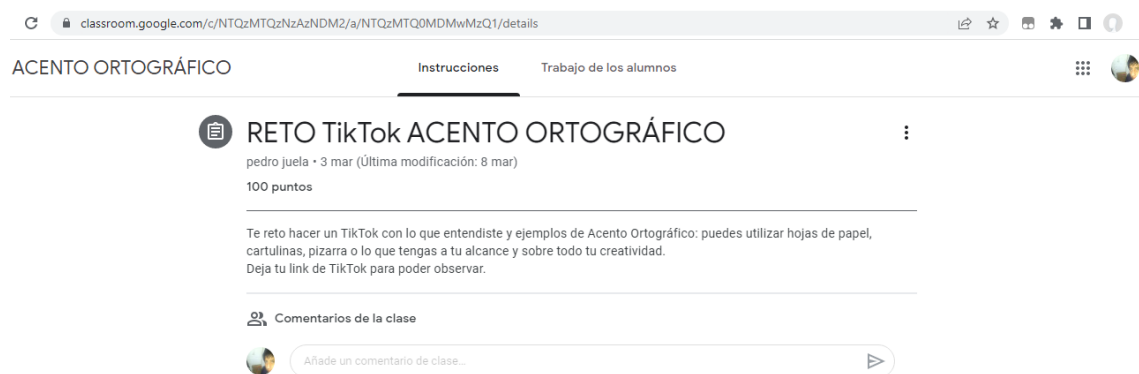 classroom.google.com/c/NTQzMTQzNzAzNDM2/a/NTQzMTQ0MDMwMzQ1/details
ACENTO ORTOGRÁFICO
Instrucciones
Trabajo de los alumnos
RETO TikTok ACENTO ORTOGRÁFICO
pedro juela • 3 mar (Última modificación: 8 mar)
100 puntos
Te reto hacer un TikTok con lo que entendiste y ejemplos de Acento Ortográfico: puedes utilizar hojas de papel,
cartulinas, pizarra o lo que tengas a tu alcance y sobre todo tu creatividad.
Deja tu link de TikTok para poder observar.
Comentarios de la clase
Añade un comentario de clase...